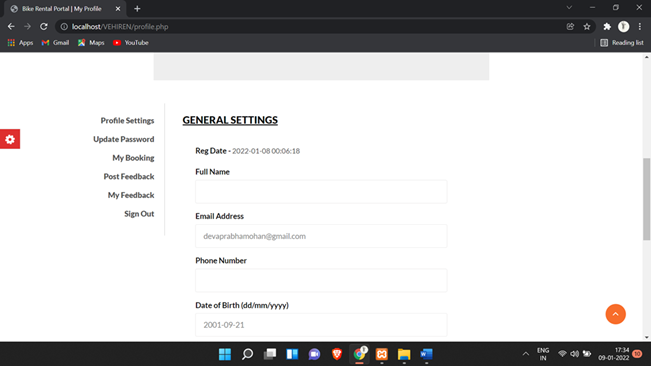 Bike Rental Portal | My Profile
localhost/VEHIREN/profile.php
Apps Gmail Maps YouTube Reading list
Profile Settings
Update Password
My Booking
Post Feedback
My Feedback
Sign Out
GENERAL SETTINGS
Reg Date - 2022-01-08 00:06:18
Full Name
Email Address
devaprabhamohan@gmail.com
Phone Number
Date of Birth (dd/mm/yyyy)
2001-09-21
ENG
IN
17:34
09-01-2022